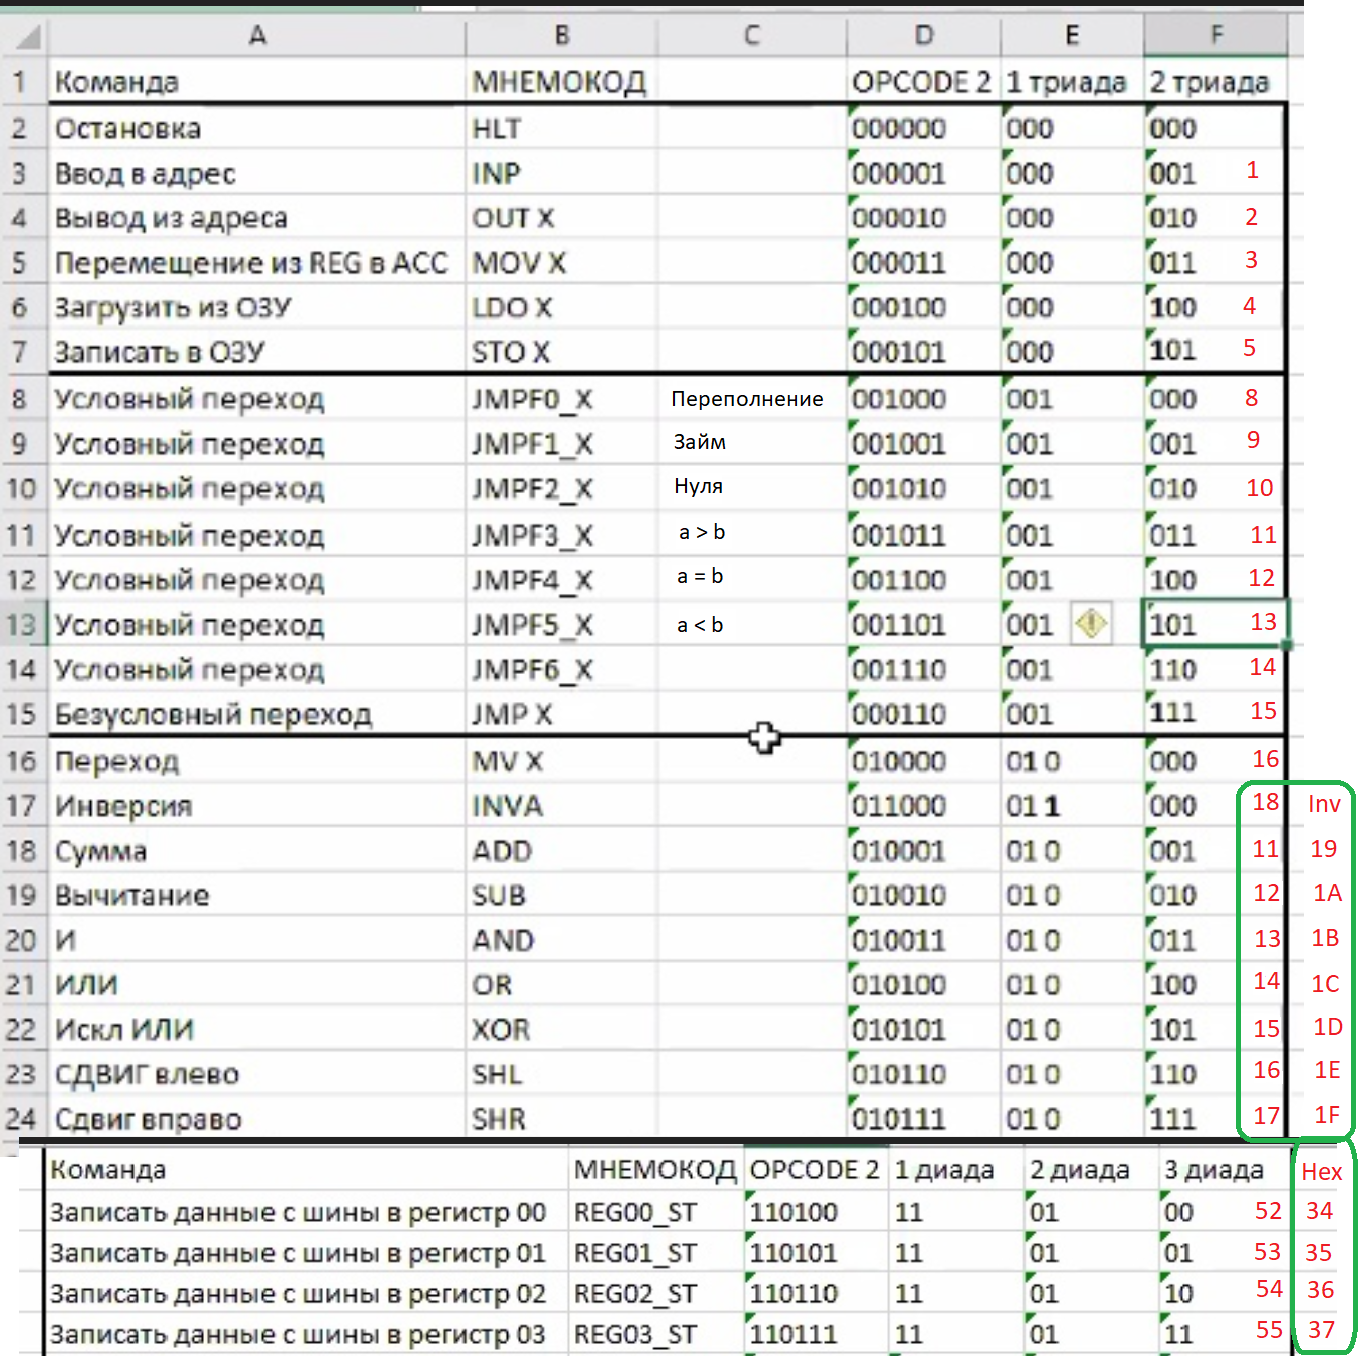 A B C D E F
1 Команда МНЕМОКОД OPCODE 2 1 триада 2 триада
2 Остановка HLT 000000 000 000
3 Ввод в адрес INP 000001 000 001 1
4 Вывод из адреса OUT X 000010 000 010 2
5 Перемещение из REG в ACC MOV X 000011 000 011 3
6 Загрузить из ОЗУ LDO X 000100 000 100 4
7 Записать в ОЗУ STO X 000101 000 101 5
8 Условный переход JMPF0_X Переполнение 001000 001 000 8
9 Условный переход JMPF1_X Займ 001001 001 001 9
10 Условный переход JMPF2_X Нуля 001010 001 010 10
11 Условный переход JMPF3_X a > b 001011 001 011 11
12 Условный переход JMPF4_X a = b 001100 001 100 12
13 Условный переход JMPF5_X a < b 001101 001 101 13
14 Условный переход JMPF6_X 001110 001 110 14
15 Безусловный переход JMP X 000110 001 111 15
16 Переход MV X 010000 01 0 000 16
17 Инверсия INVA 011000 01 1 000 18 Inv
18 Сумма ADD 010001 01 0 001 11 19
19 Вычитание SUB 010010 01 0 010 12 1A
20 И AND 010011 01 0 011 13 1B
21 ИЛИ OR 010100 01 0 100 14 1C
22 Искл ИЛИ XOR 010101 01 0 101 15 1D
23 СДВИГ влево SHL 010110 01 0 110 16 1E
24 Сдвиг вправо SHR 010111 01 0 111 17 1F
Команда МНЕМОКОД OPCODE 2 1 диада 2 диада 3 диада Hex
Записать данные с шины в регистр 00 REG00_ST 110100 11 01 00 52 34
Записать данные с шины в регистр 01 REG01_ST 110101 11 01 01 53 35
Записать данные с шины в регистр 02 REG02_ST 110110 11 01 10 54 36
Записать данные с шины в регистр 03 REG03_ST 110111 11 01 11 55 37